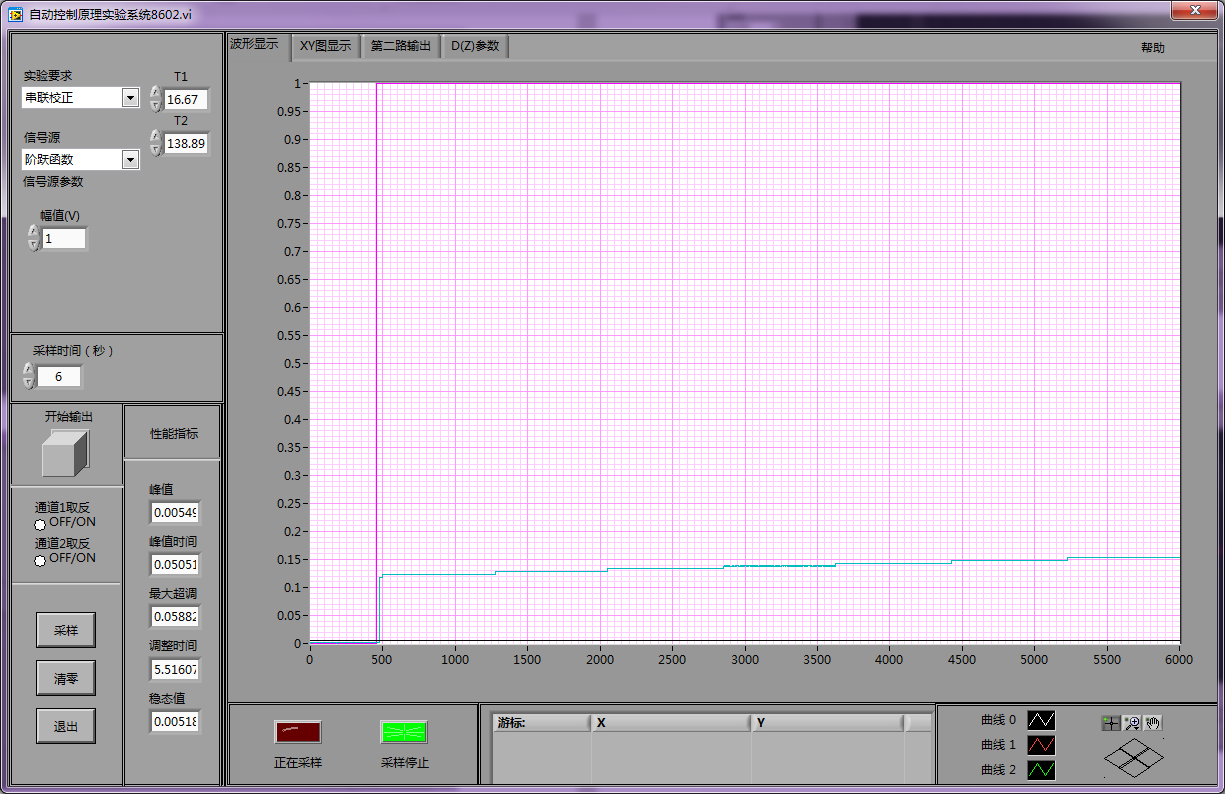 自动控制原理实验系统8602.vi
波形显示 XY图显示 第二路输出 D(Z)参数
帮助
实验要求
串联校正
T1
16.67
T2
138.89
信号源
阶跃函数
信号源参数
幅值(V)
1
采样时间(秒)
6
开始输出
通道1取反
OFF/ON
通道2取反
OFF/ON
采样
清零
退出
性能指标
峰值
0.00549
峰值时间
0.05051
最大超调
0.05882
调整时间
5.51607
稳态值
0.00518
1
0.95
0.9
0.85
0.8
0.75
0.7
0.65
0.6
0.55
0.5
0.45
0.4
0.35
0.3
0.25
0.2
0.15
0.1
0.05
0
0 500 1000 1500 2000 2500 3000 3500 4000 4500 5000 5500 6000
正在采样
采样停止
游标: X Y
曲线 0
曲线 1
曲线 2